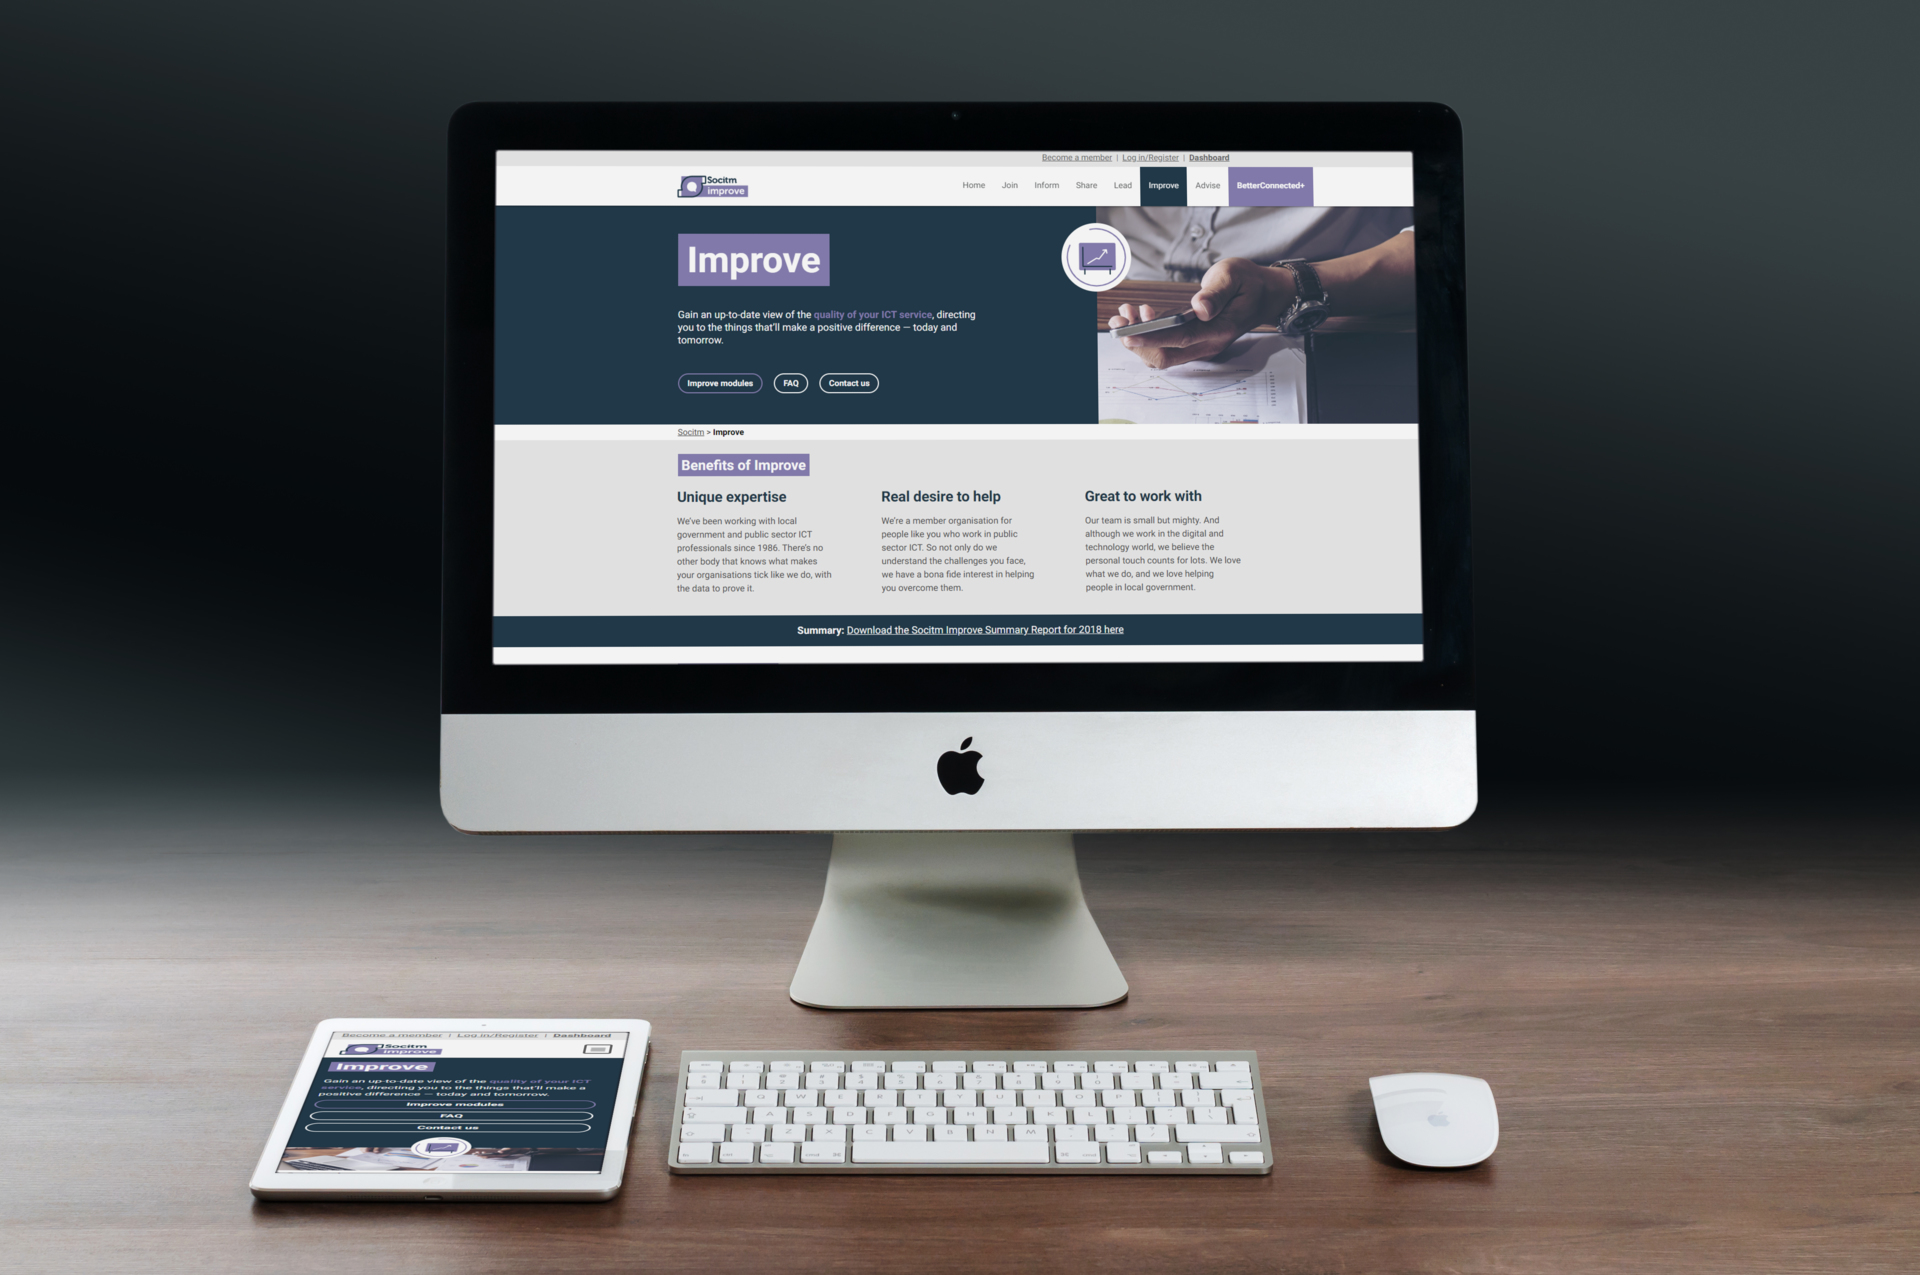 Become a member | Log in/Register | Dashboard
Socitm
improve
Home Join Inform Share Lead Improve Advise BetterConnected+
Improve
Gain an up-to-date view of the quality of your ICT service, directing
you to the things that'll make a positive difference — today and
tomorrow.
Improve modules FAQ Contact us
Socitm > Improve
Benefits of Improve
Unique expertise
We've been working with local
government and public sector ICT
professionals since 1986. There's no
other body that knows what makes
your organisations tick like we do, with
the data to prove it.
Real desire to help
We're a member organisation for
people like you who work in public
sector ICT. So not only do we
understand the challenges you face,
we have a bona fide interest in helping
you overcome them.
Great to work with
Our team is small but mighty. And
although we work in the digital and
technology world, we believe the
personal touch counts for lots. We love
what we do, and we love helping
people in local government.
Summary: Download the Socitm Improve Summary Report for 2018 here
Become a member | Log in/Register | Dashboard
Socitm
improve
Improve
Gain an up-to-date view of the quality of your ICT
service, directing you to the things that'll make a
positive difference — today and tomorrow.
Improve modules
FAQ
Contact us
Q W E R T Y U I O P
A S D F G H J K L
Z X C V B N M
cmd